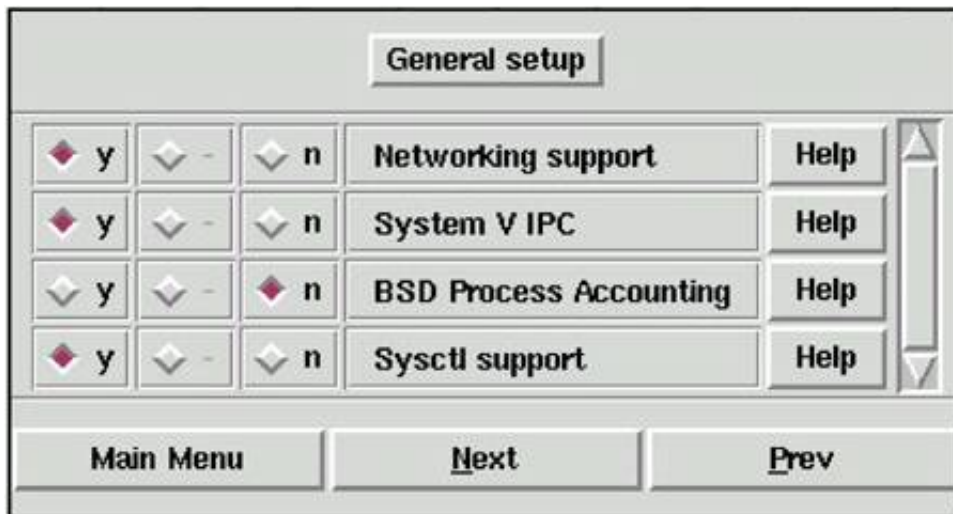 General setup
y - n Networking support Help
y - n System V IPC Help
y - n BSD Process Accounting Help
y - n Sysctl support Help
Main Menu Next Prev